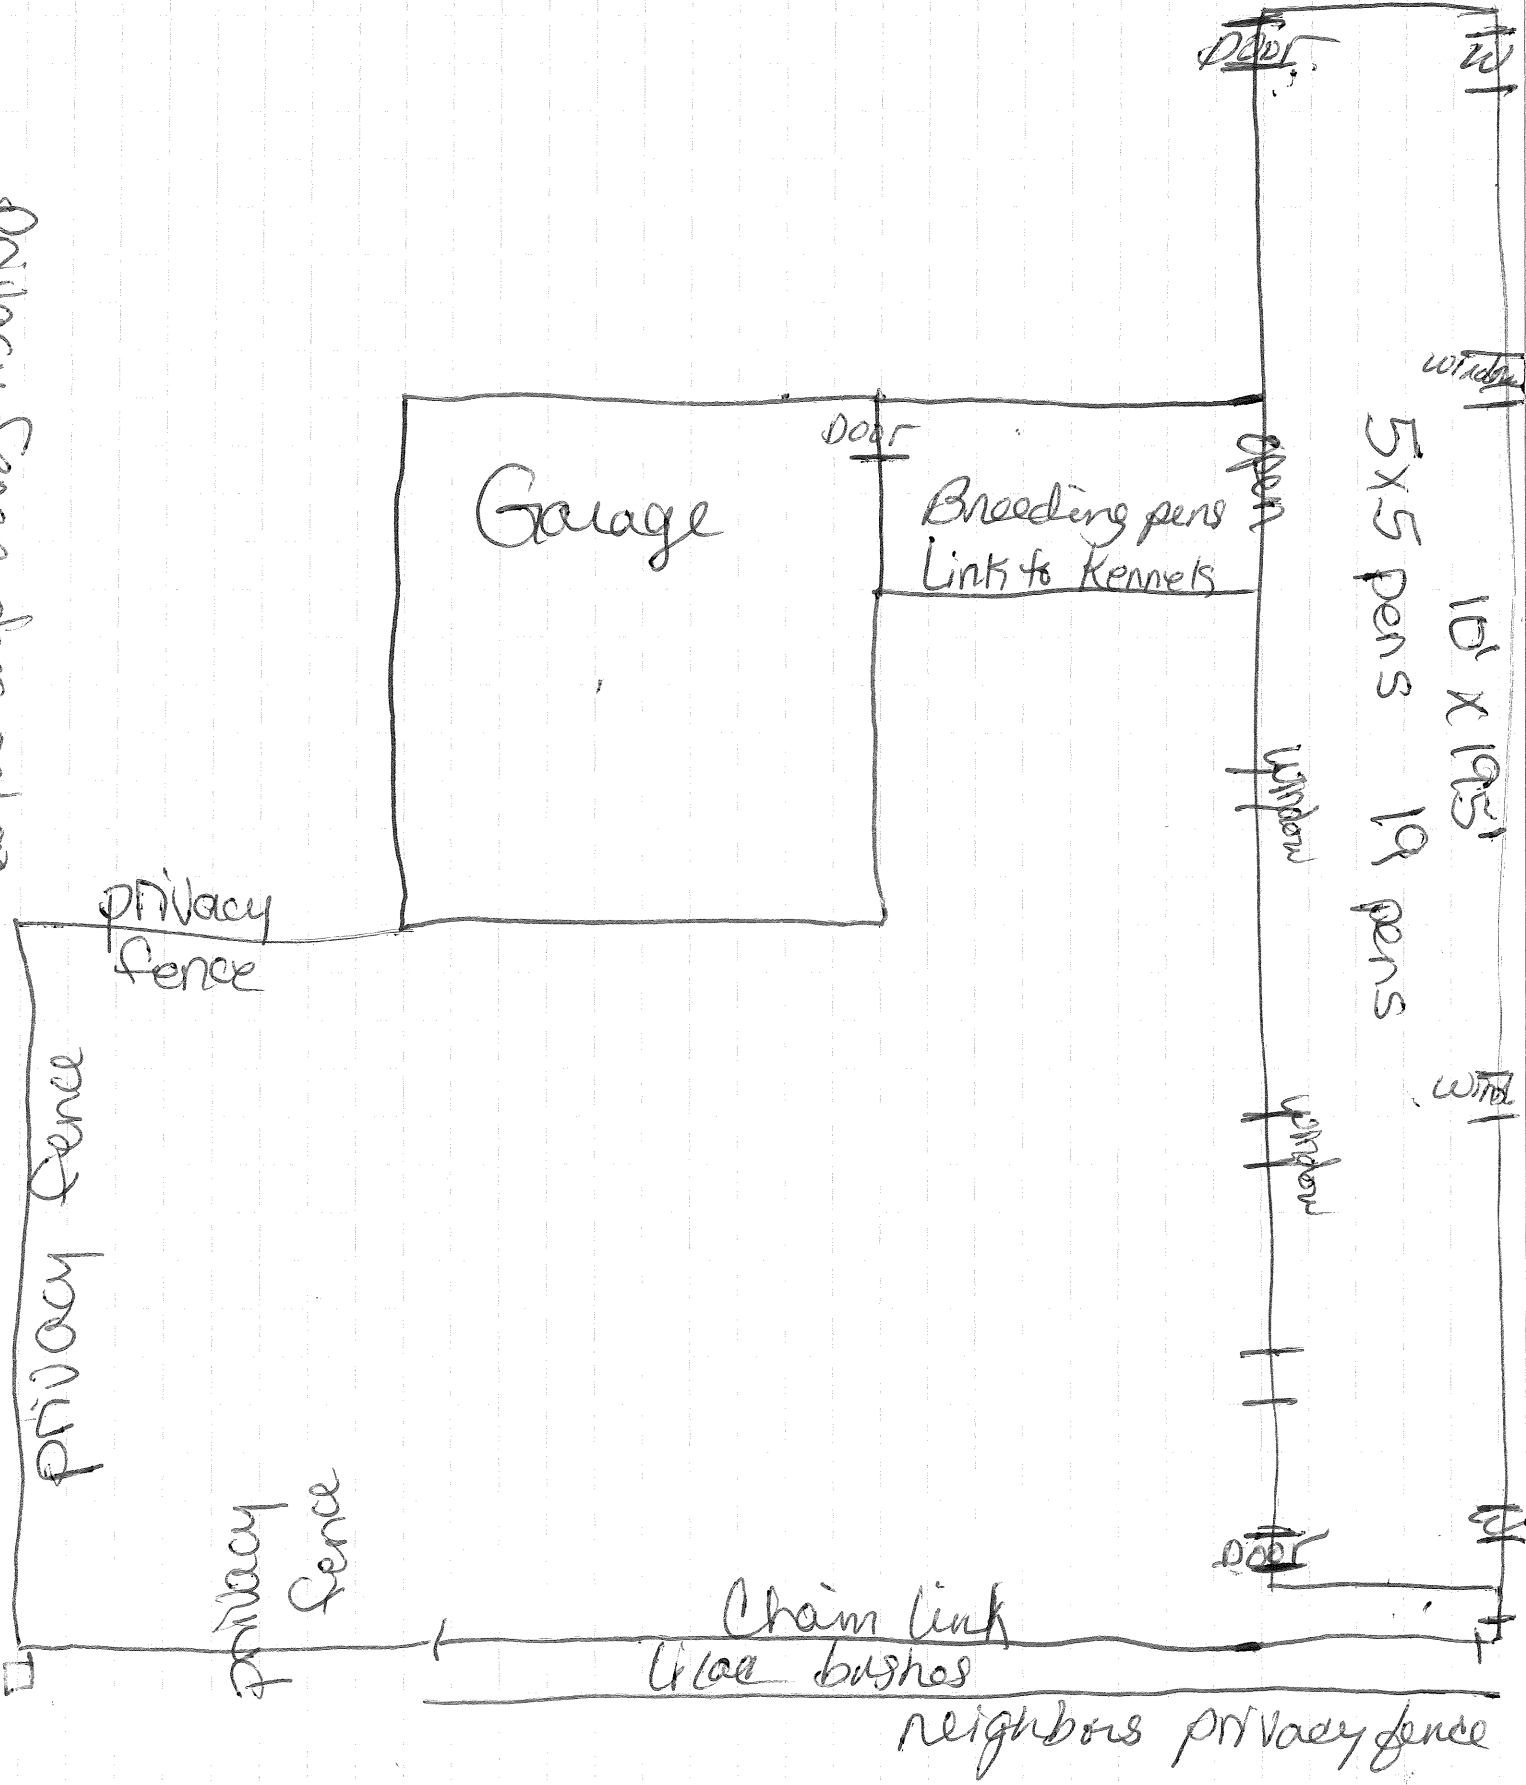 Door
W
Window
Door
Garage
Breeding pens
Link to Kennels
open
5x5 pens 19 pens
10' x 195'
window
privacy
fence
privacy fence
Wind
window
privacy
fence
Door
W
Chain link
lilac bushes
neighbors privacy fence